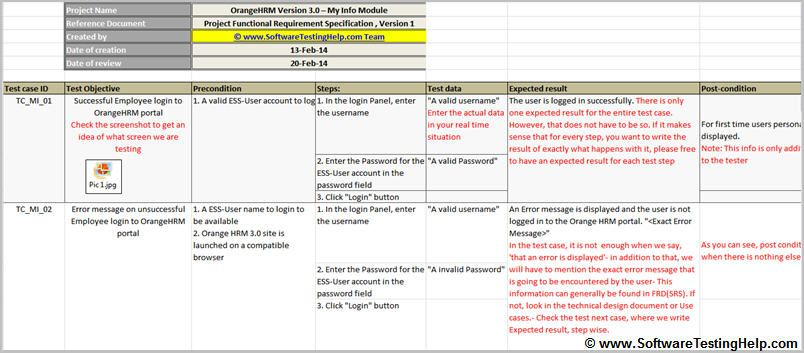 Project Name OrangeHRM Version 3.0 – My Info Module
Reference Document Project Functional Requirement Specification , Version 1
Created by © www.SoftwareTestingHelp.com Team
Date of creation 13-Feb-14
Date of review 20-Feb-14
Test case ID Test Objective Precondition Steps: Test data Expected result Post-condition
TC_MI_01
Successful Employee login to
OrangeHRM portal
Check the screenshot to get an
idea of what screen we are
testing
Pic 1.jpg
1. A valid ESS-User account to log
1. In the login Panel, enter
the username
"A valid username"
Enter the actual data
in your real time
situation
2. Enter the Password for the
ESS-User account in the
password field
"A valid Password"
3. Click "Login" button
The user is logged in successfully. There is only
one expected result for the entire test case.
However, that does not have to be so. If it makes
sense that for every step, you want to write the
result of exactly what happens with it, please free
to have an expected result for each test step
For first time users persona
displayed.
Note: This info is only addit
to the tester
TC_MI_02
Error message on unsuccessful
Employee login to OrangeHRM
portal
1. A ESS-User name to login to
be available
2. Orange HRM 3.0 site is
launched on a compatible
browser
1. In the login Panel, enter
the username
"A valid username"
2. Enter the Password for the
ESS-User account in the
password field
"A invalid Password"
3. Click "Login" button
An Error message is displayed and the user is not
logged in to the Orange HRM portal. "<Exact Error
Message>"
In the test case, it is not enough when we say,
'that an error is displayed'- in addition to that, we
will have to mention the exact error message that
is going to be encountered by the user- This
information can generally be found in FRD(SRS). If
not, look in the technical design document or Use
cases.- Check the test next case, where we write
Expected result, step wise.
As you can see, post condit
when there is nothing else
© www.SoftwareTestingHelp.com